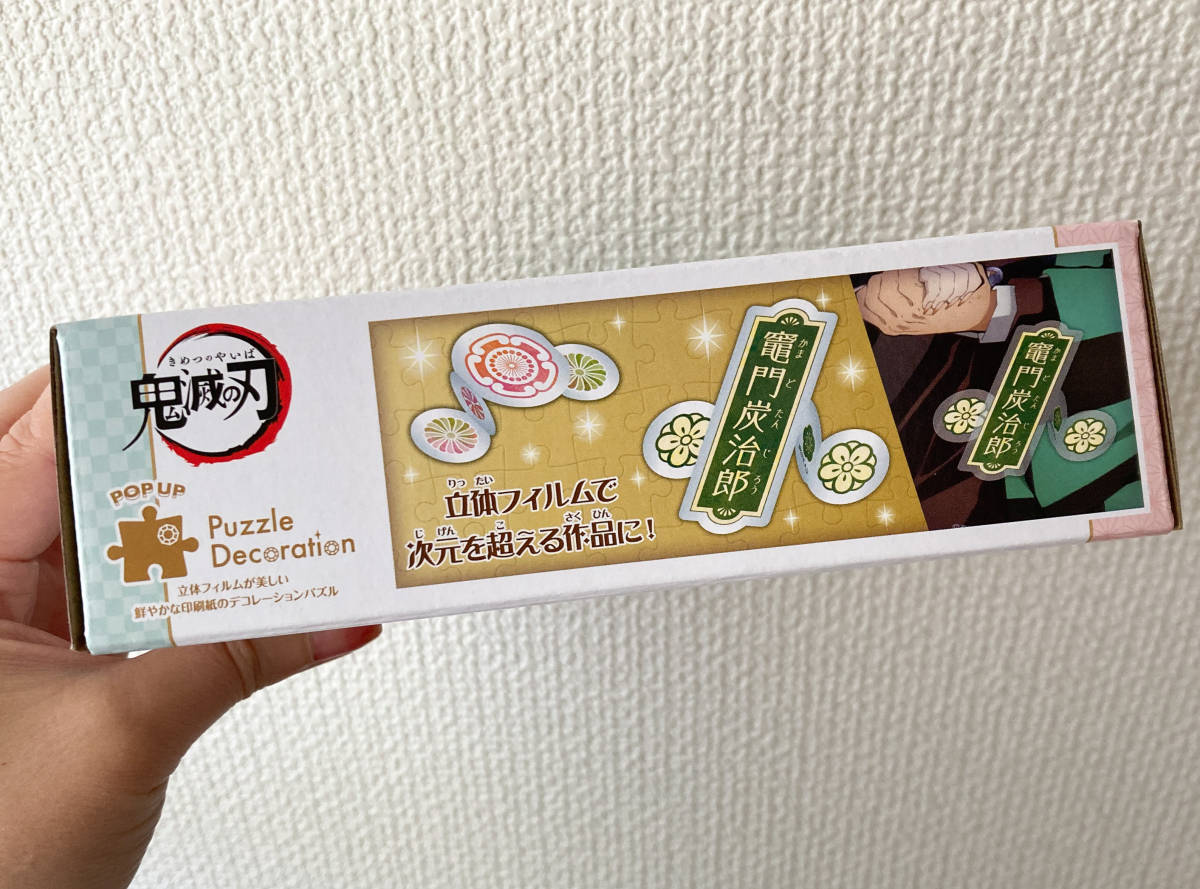 きめつのやいば
鬼滅の刃
POP UP
Puzzle
Decoration
立体フィルムが美しい
鮮やかな印刷紙のデコレーションパズル
りっ たい
立体フィルムで
じ げん こ さく ひん
次元を超える作品に!
かまど たん じ ろう
竈門炭治郎
かまど たん じ ろう
竈門炭治郎